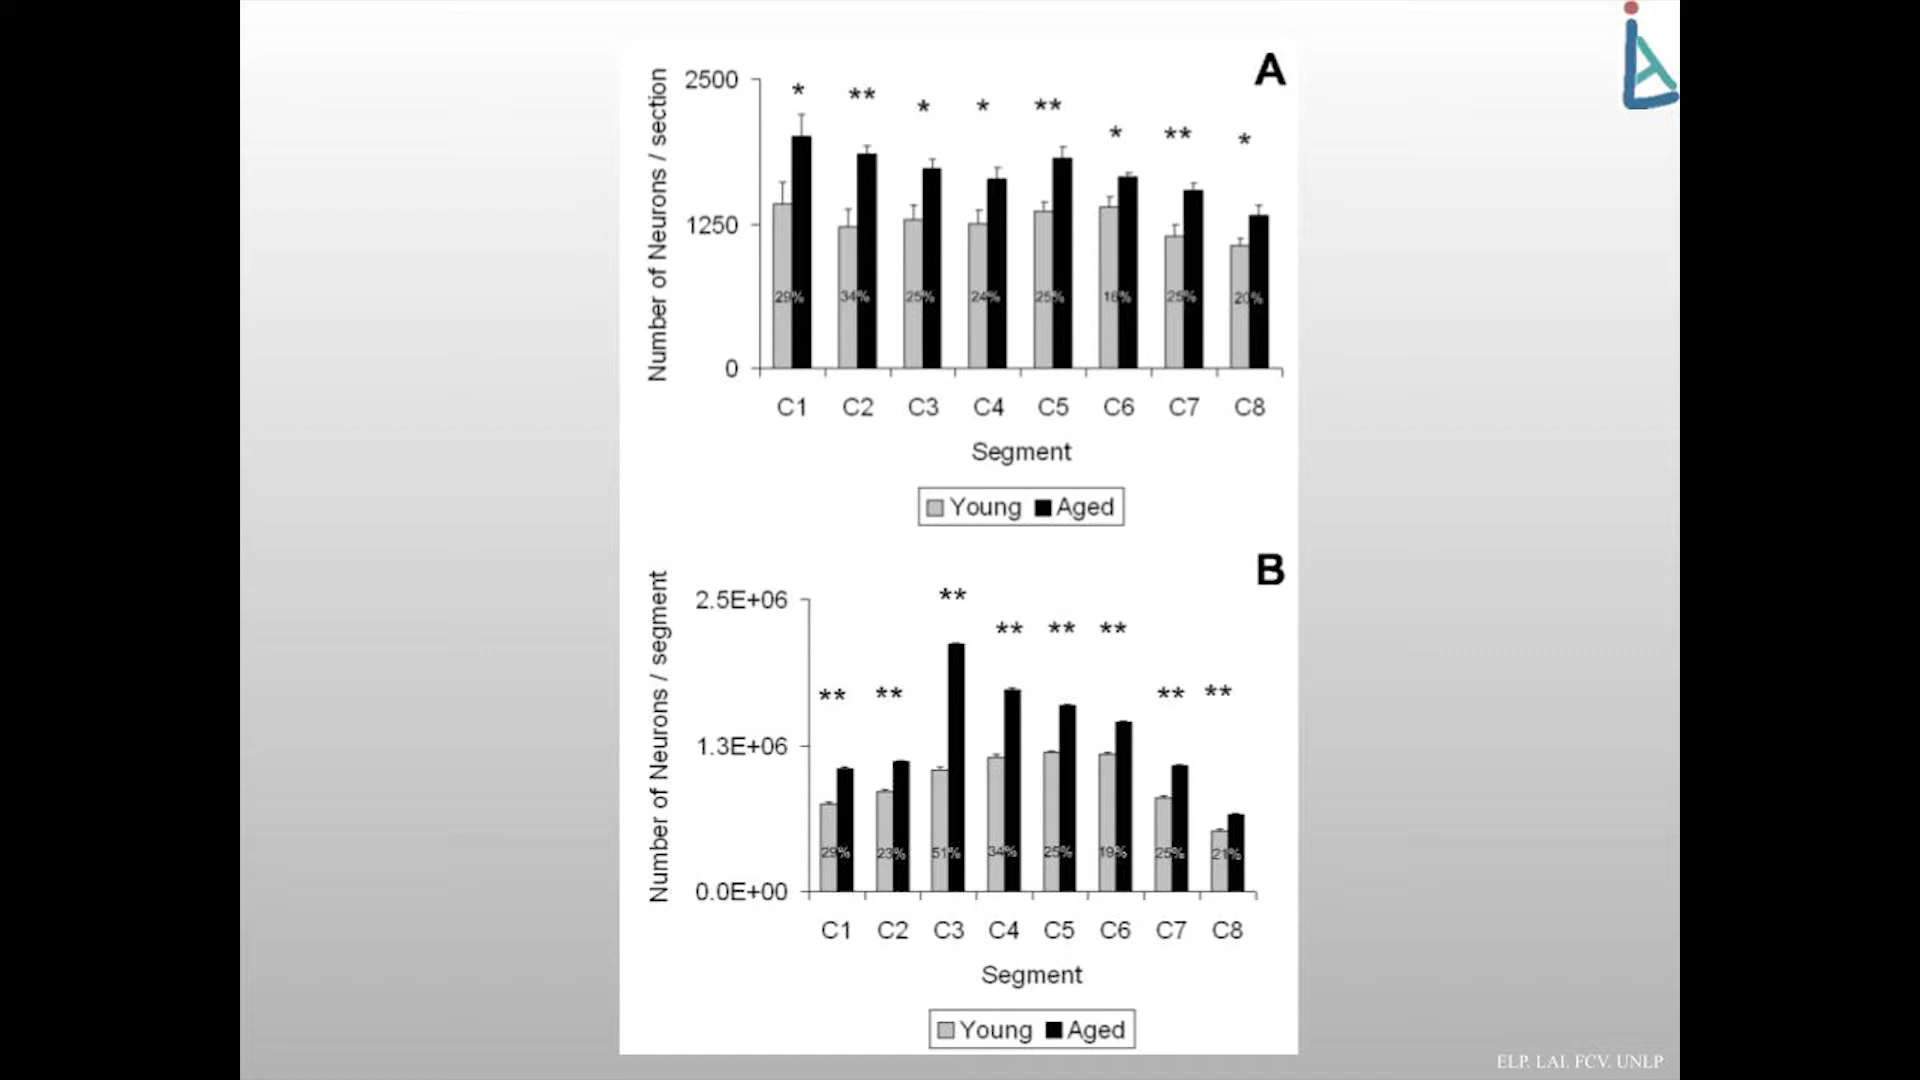 A
Number of Neurons / section
2500
1250
0
* ** * * ** * ** *
29% 34% 25% 24% 25% 16% 25% 20%
C1 C2 C3 C4 C5 C6 C7 C8
Segment
Young Aged
B
Number of Neurons / segment
2.5E+06
1.3E+06
0.0E+00
** ** ** ** ** ** ** **
29% 23% 51% 34% 25% 19% 25% 21%
C1 C2 C3 C4 C5 C6 C7 C8
Segment
Young Aged
ELP. LAI. FCV. UNLP